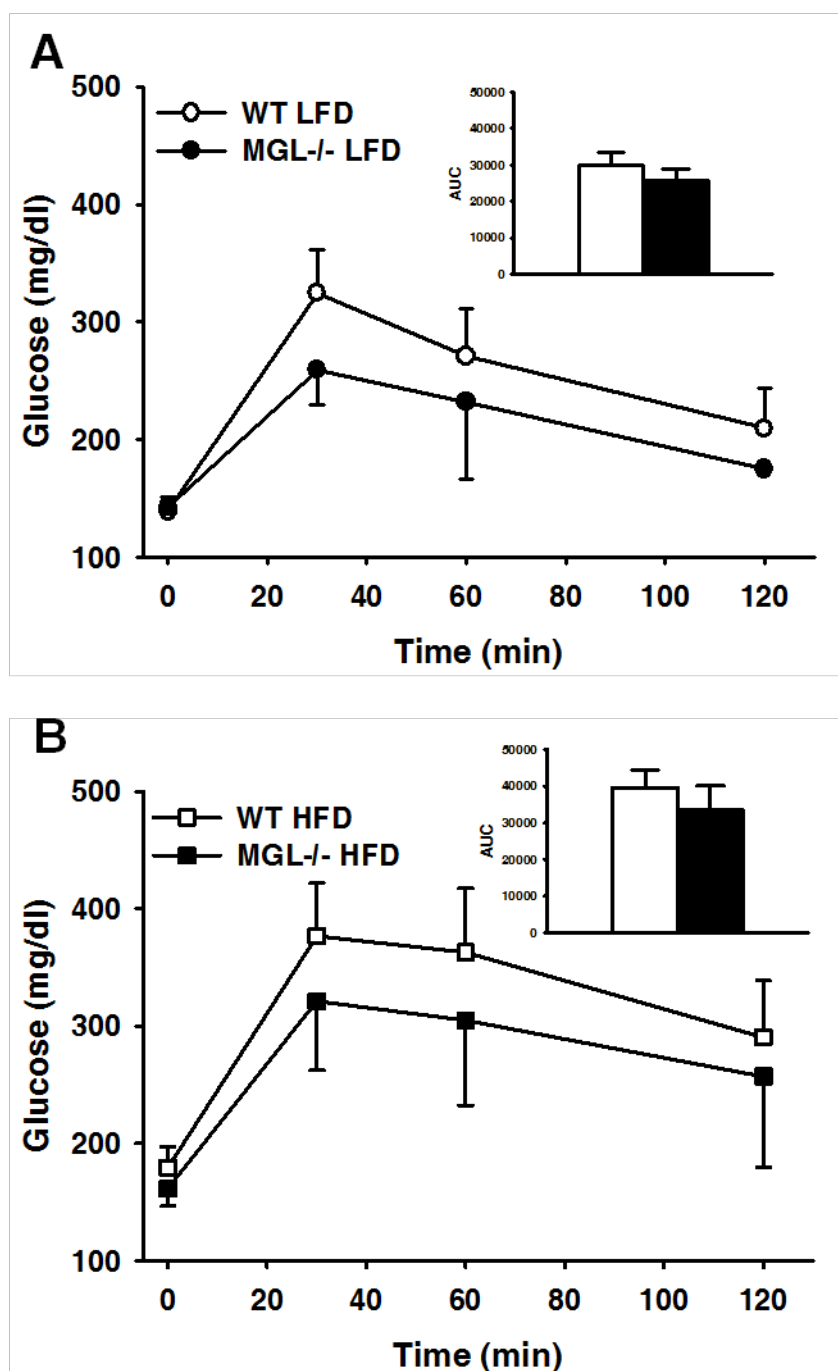 A
500
WT LFD
MGL-/- LFD
400
300
200
100
Glucose (mg/dl)
0 20 40 60 80 100 120
Time (min)
50000
40000
30000
20000
10000
0
AUC
B
500
WT HFD
MGL-/- HFD
400
300
200
100
Glucose (mg/dl)
0 20 40 60 80 100 120
Time (min)
50000
40000
30000
20000
10000
0
AUC